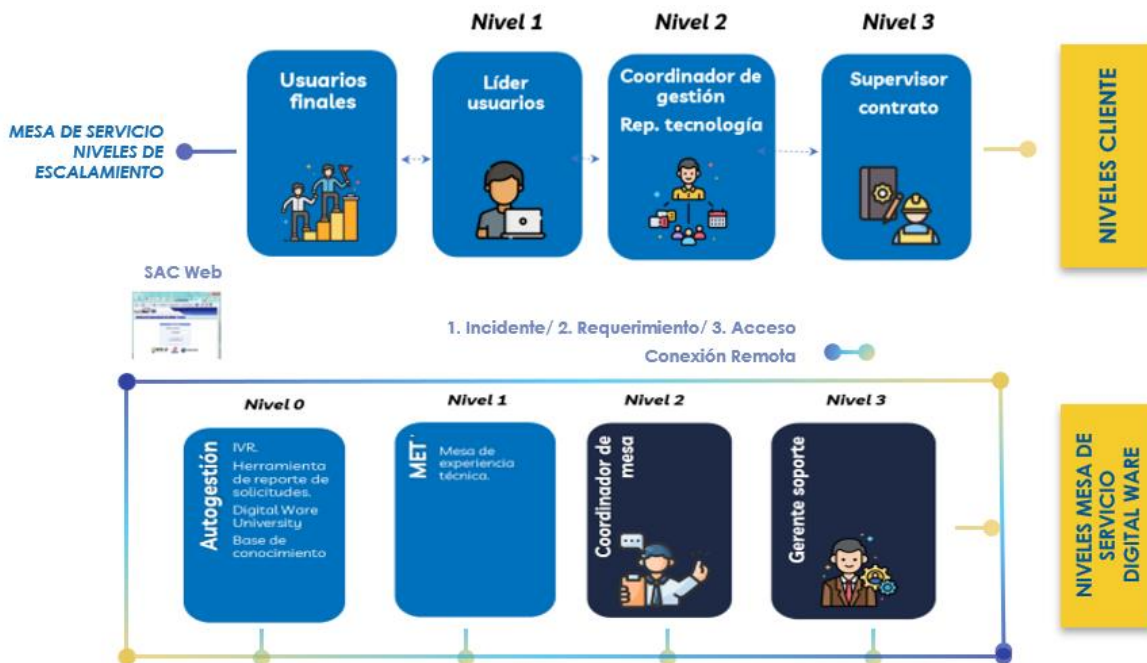 Nivel 1
Nivel 2
Nivel 3
Usuarios
finales
Líder
usuarios
Coordinador de
gestión
Rep. tecnología
Supervisor
contrato
MESA DE SERVICIO
NIVELES DE
ESCALAMIENTO
NIVELES CLIENTE
SAC Web
1. Incidente/ 2. Requerimiento/ 3. Acceso
Conexión Remota
Nivel 0
Nivel 1
Nivel 2
Nivel 3
Autogestión
IVR.
Herramienta
de reporte de
solicitudes.
Digital Ware
University
Base de
conocimiento
MET
Mesa de
experiencia
técnica.
Coordinador de
mesa
Gerente soporte
NIVELES MESA DE
SERVICIO
DIGITAL WARE